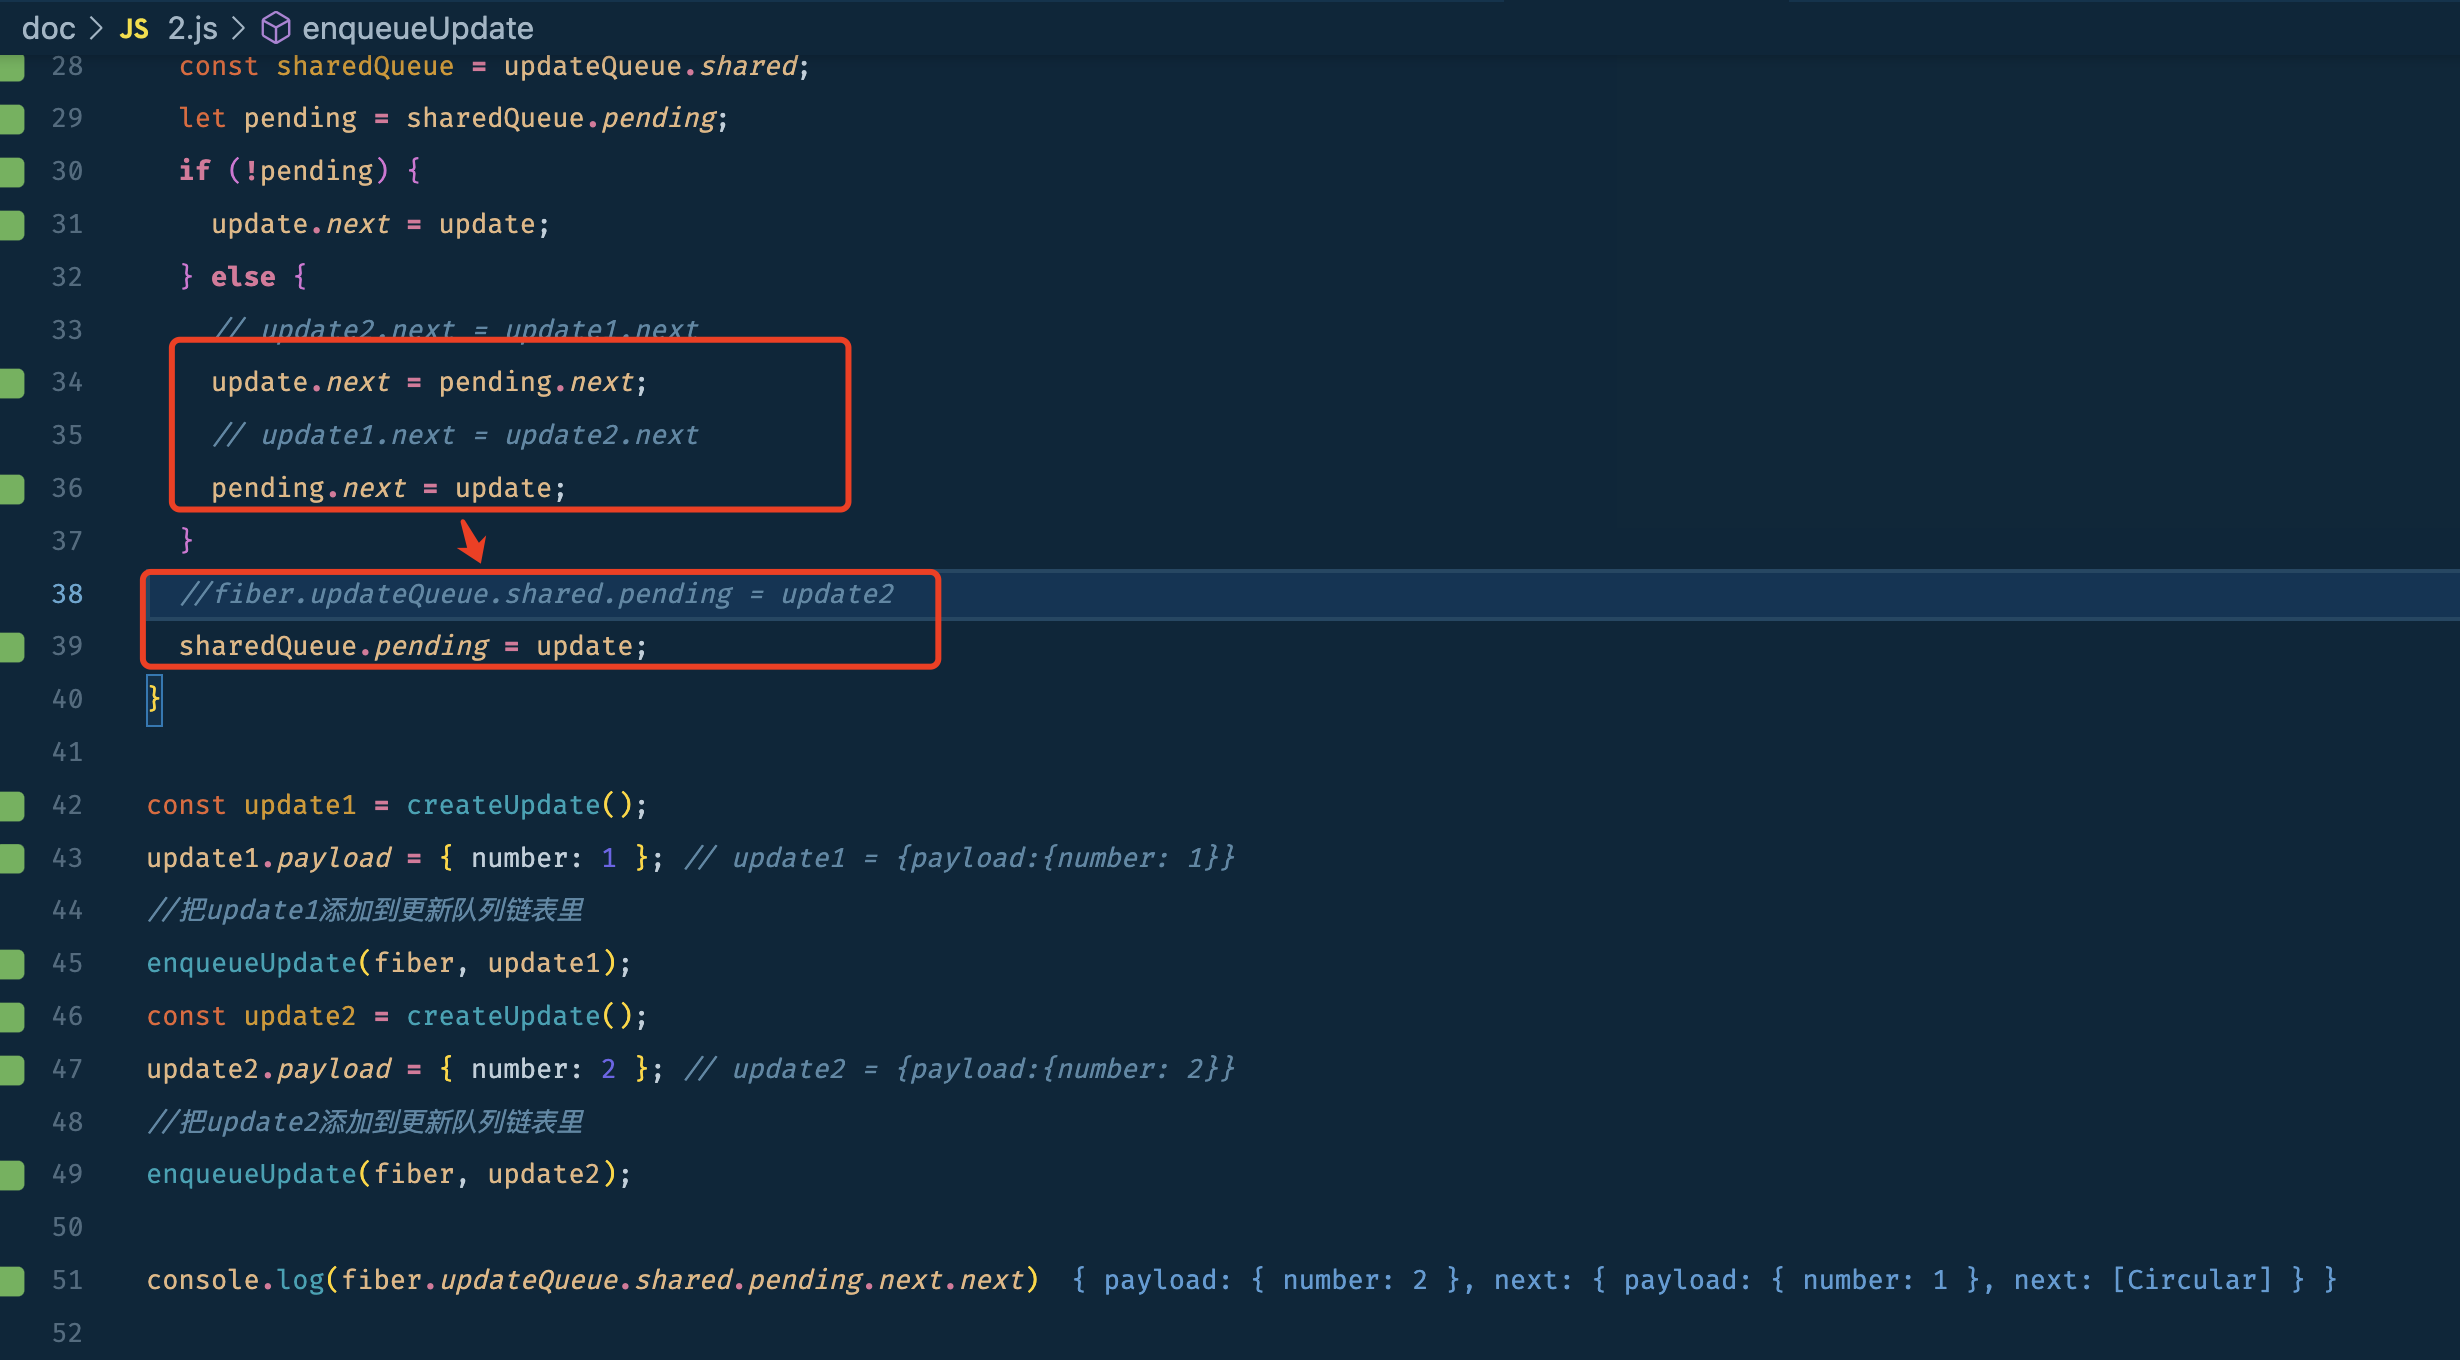 doc > JS 2.js > enqueueUpdate
28 const sharedQueue = updateQueue.shared;
29 let pending = sharedQueue.pending;
30 if (!pending) {
31 update.next = update;
32 } else {
33 // update2.next = update1.next
34 update.next = pending.next;
35 // update1.next = update2.next
36 pending.next = update;
37 }
38 //fiber.updateQueue.shared.pending = update2
39 sharedQueue.pending = update;
40 }
41
42 const update1 = createUpdate();
43 update1.payload = { number: 1 }; // update1 = {payload:{number: 1}}
44 //把update1添加到更新队列链表里
45 enqueueUpdate(fiber, update1);
46 const update2 = createUpdate();
47 update2.payload = { number: 2 }; // update2 = {payload:{number: 2}}
48 //把update2添加到更新队列链表里
49 enqueueUpdate(fiber, update2);
50
51 console.log(fiber.updateQueue.shared.pending.next.next) { payload: { number: 2 }, next: { payload: { number: 1 }, next: [Circular] } }
52